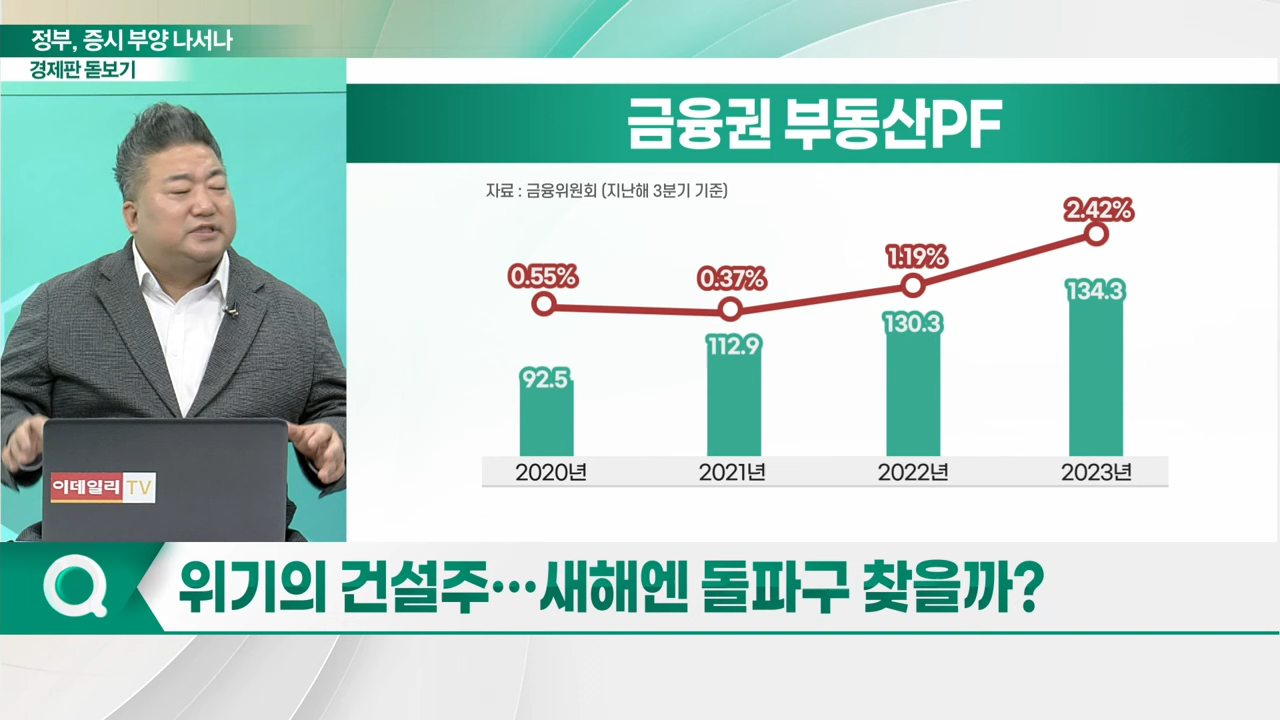 정부, 증시 부양 나서나
경제판 돋보기
금융권 부동산PF
자료 : 금융위원회 (지난해 3분기 기준)
0.55%
0.37%
1.19%
2.42%
92.5
112.9
130.3
134.3
2020년
2021년
2022년
2023년
이데일리 TV
위기의 건설주…새해엔 돌파구 찾을까?